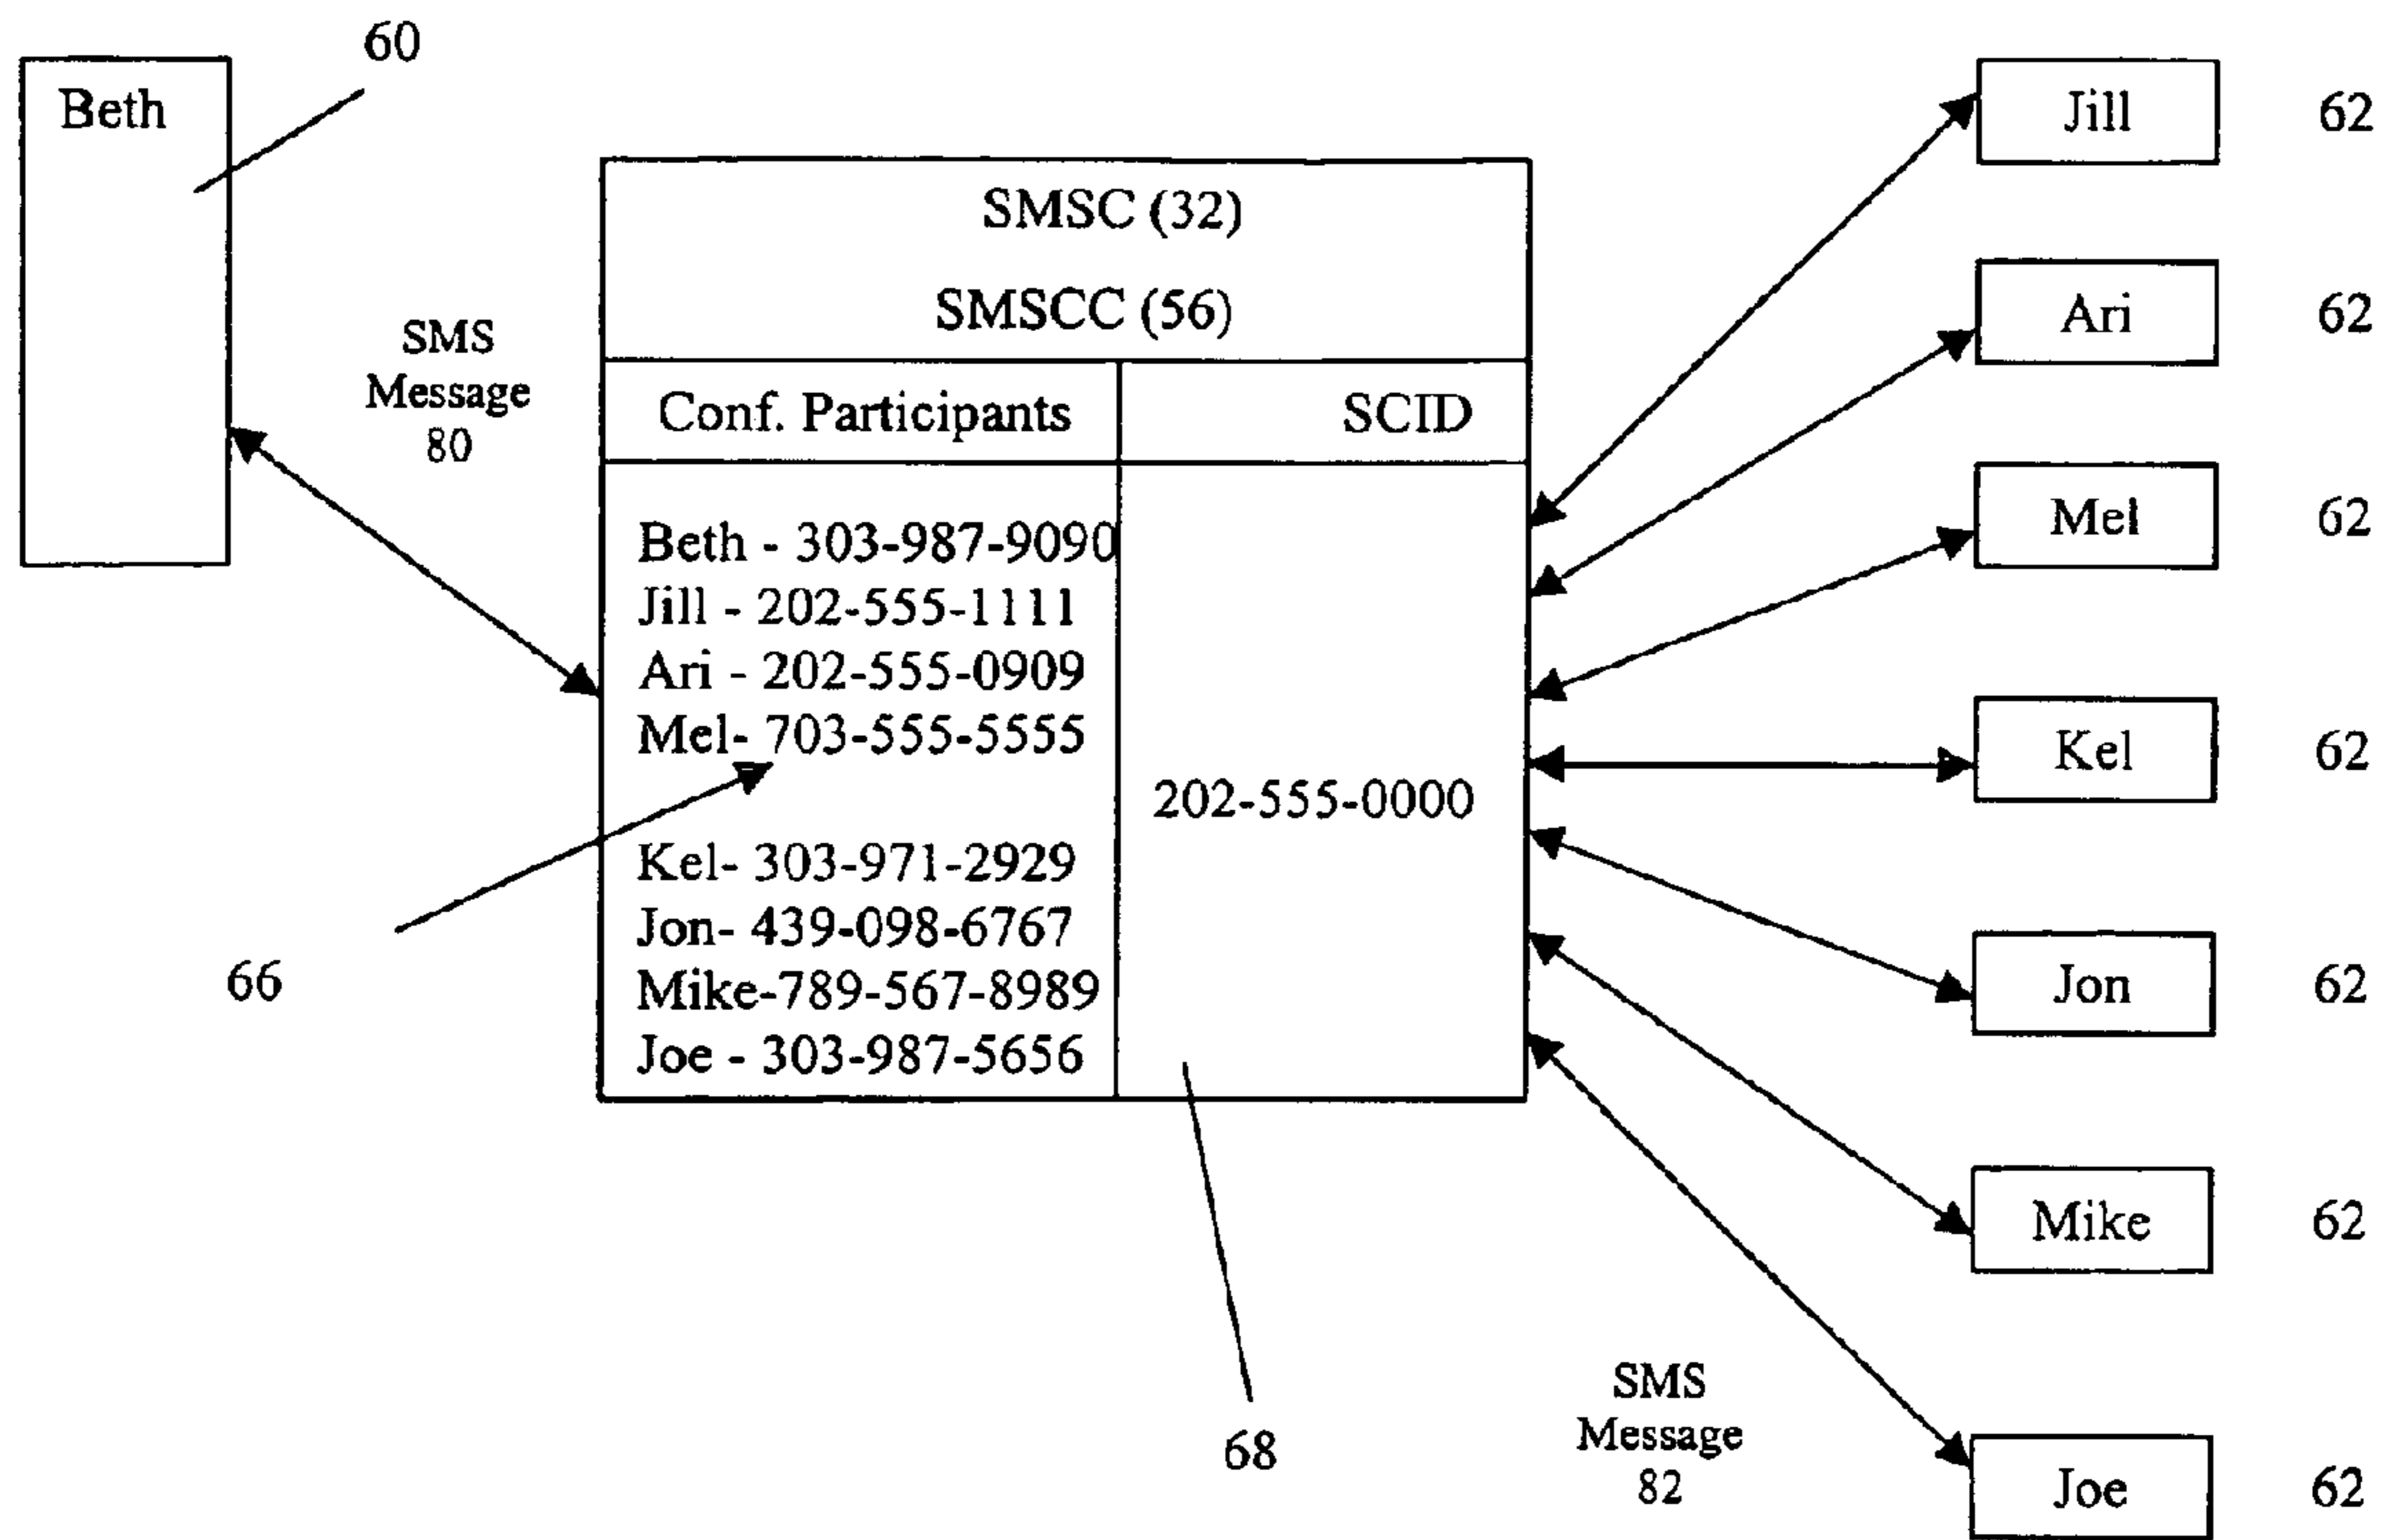 60
Beth
SMS
Message
80
SMSC (32)
SMSCC (56)
Conf. Participants
SCID
Beth - 303-987-9090
Jill - 202-555-1111
Ari - 202-555-0909
Mel- 703-555-5555
Kel- 303-971-2929
Jon- 439-098-6767
Mike-789-567-8989
Joe - 303-987-5656
202-555-0000
66
68
Jill 62
Ari 62
Mel 62
Kel 62
Jon 62
Mike 62
Joe 62
SMS
Message
82